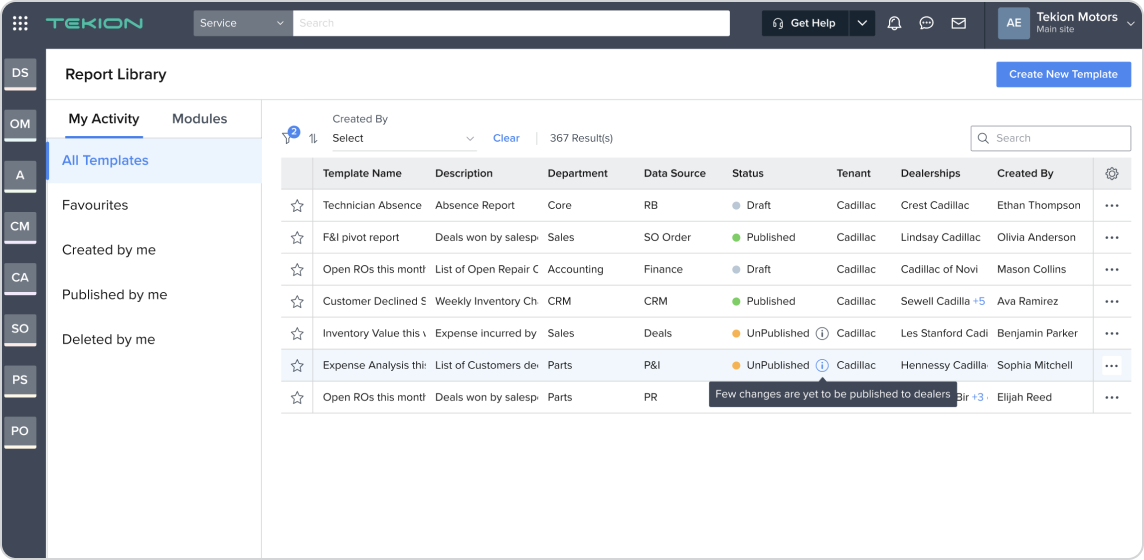 TEKION
Service
Search
Get Help
AE
Tekion Motors
Main site
DS
OM
A
CM
CA
SO
PS
PO
Report Library
Create New Template
My Activity
Modules
All Templates
Favourites
Created by me
Published by me
Deleted by me
2
Created By
Select
Clear
367 Result(s)
Search
Template Name Description Department Data Source Status Tenant Dealerships Created By
Technician Absence Absence Report Core RB Draft Cadillac Crest Cadillac Ethan Thompson
F&I pivot report Deals won by salesp Sales SO Order Published Cadillac Lindsay Cadillac Olivia Anderson
Open ROs this month List of Open Repair C Accounting Finance Draft Cadillac Cadillac of Novi Mason Collins
Customer Declined S Weekly Inventory Ch CRM CRM Published Cadillac Sewell Cadilla +5 Ava Ramirez
Inventory Value this Expense incurred by Sales Deals UnPublished Cadillac Les Stanford Cadi Benjamin Parker
Expense Analysis this List of Customers de Parts P&I UnPublished Cadillac Hennessy Cadilla Sophia Mitchell
Few changes are yet to be published to dealers
Open ROs this month Deals won by salesp Parts PR Bir +3 Elijah Reed